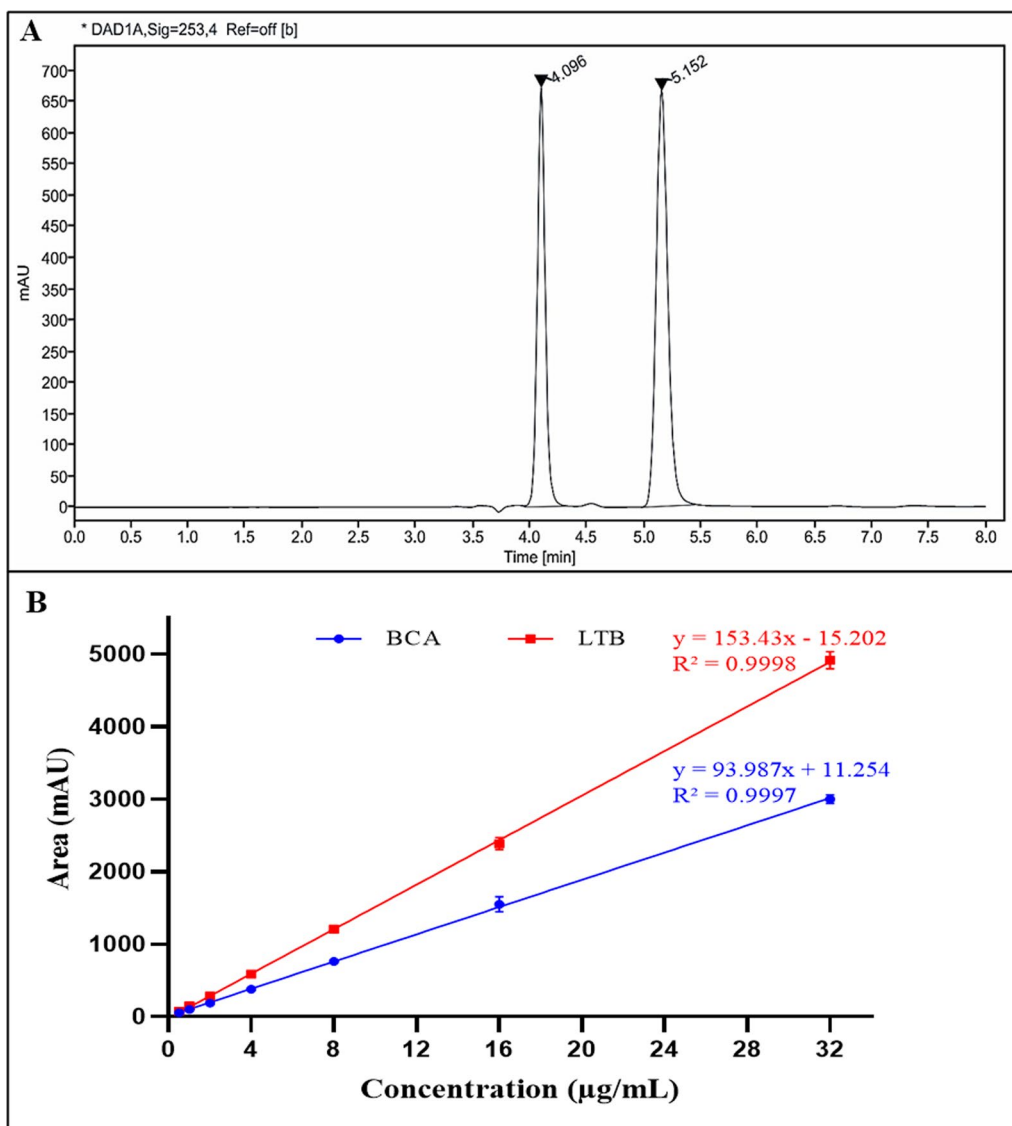 A
* DAD1A,Sig=253,4 Ref=off [b]
mAU
700
650
600
550
500
450
400
350
300
250
200
150
100
50
0
4.096
5.152
0.0 0.5 1.0 1.5 2.0 2.5 3.0 3.5 4.0 4.5 5.0 5.5 6.0 6.5 7.0 7.5 8.0
Time [min]
B
BCA LTB
y = 153.43x - 15.202
R² = 0.9998
y = 93.987x + 11.254
R² = 0.9997
Area (mAU)
5000
4000
3000
2000
1000
0
0 4 8 12 16 20 24 28 32
Concentration (µg/mL)